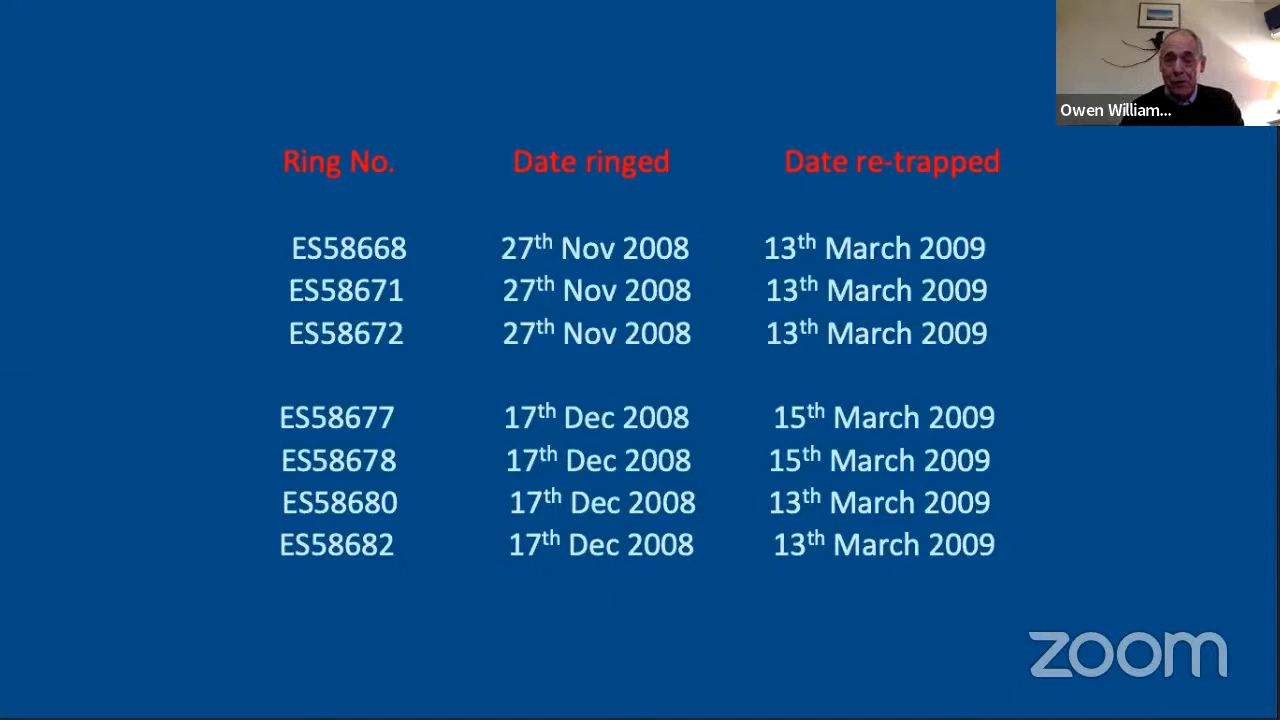 Owen William...
Ring No. Date ringed Date re-trapped
ES58668 27th Nov 2008 13th March 2009
ES58671 27th Nov 2008 13th March 2009
ES58672 27th Nov 2008 13th March 2009
ES58677 17th Dec 2008 15th March 2009
ES58678 17th Dec 2008 15th March 2009
ES58680 17th Dec 2008 13th March 2009
ES58682 17th Dec 2008 13th March 2009
zoom